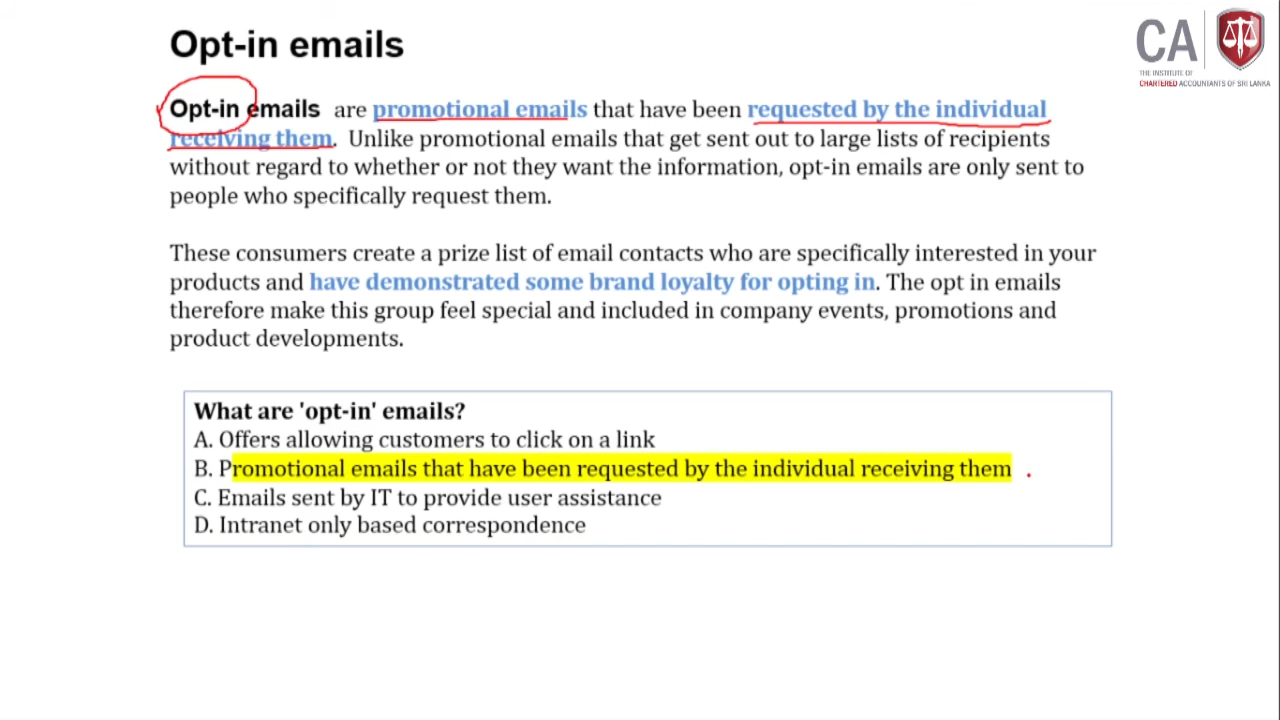 Opt-in emails
CA
THE INSTITUTE OF
CHARTERED ACCOUNTANTS OF SRI LANKA
Opt-in emails are promotional emails that have been requested by the individual
receiving them. Unlike promotional emails that get sent out to large lists of recipients
without regard to whether or not they want the information, opt-in emails are only sent to
people who specifically request them.
These consumers create a prize list of email contacts who are specifically interested in your
products and have demonstrated some brand loyalty for opting in. The opt in emails
therefore make this group feel special and included in company events, promotions and
product developments.
What are 'opt-in' emails?
A. Offers allowing customers to click on a link
B. Promotional emails that have been requested by the individual receiving them
C. Emails sent by IT to provide user assistance
D. Intranet only based correspondence